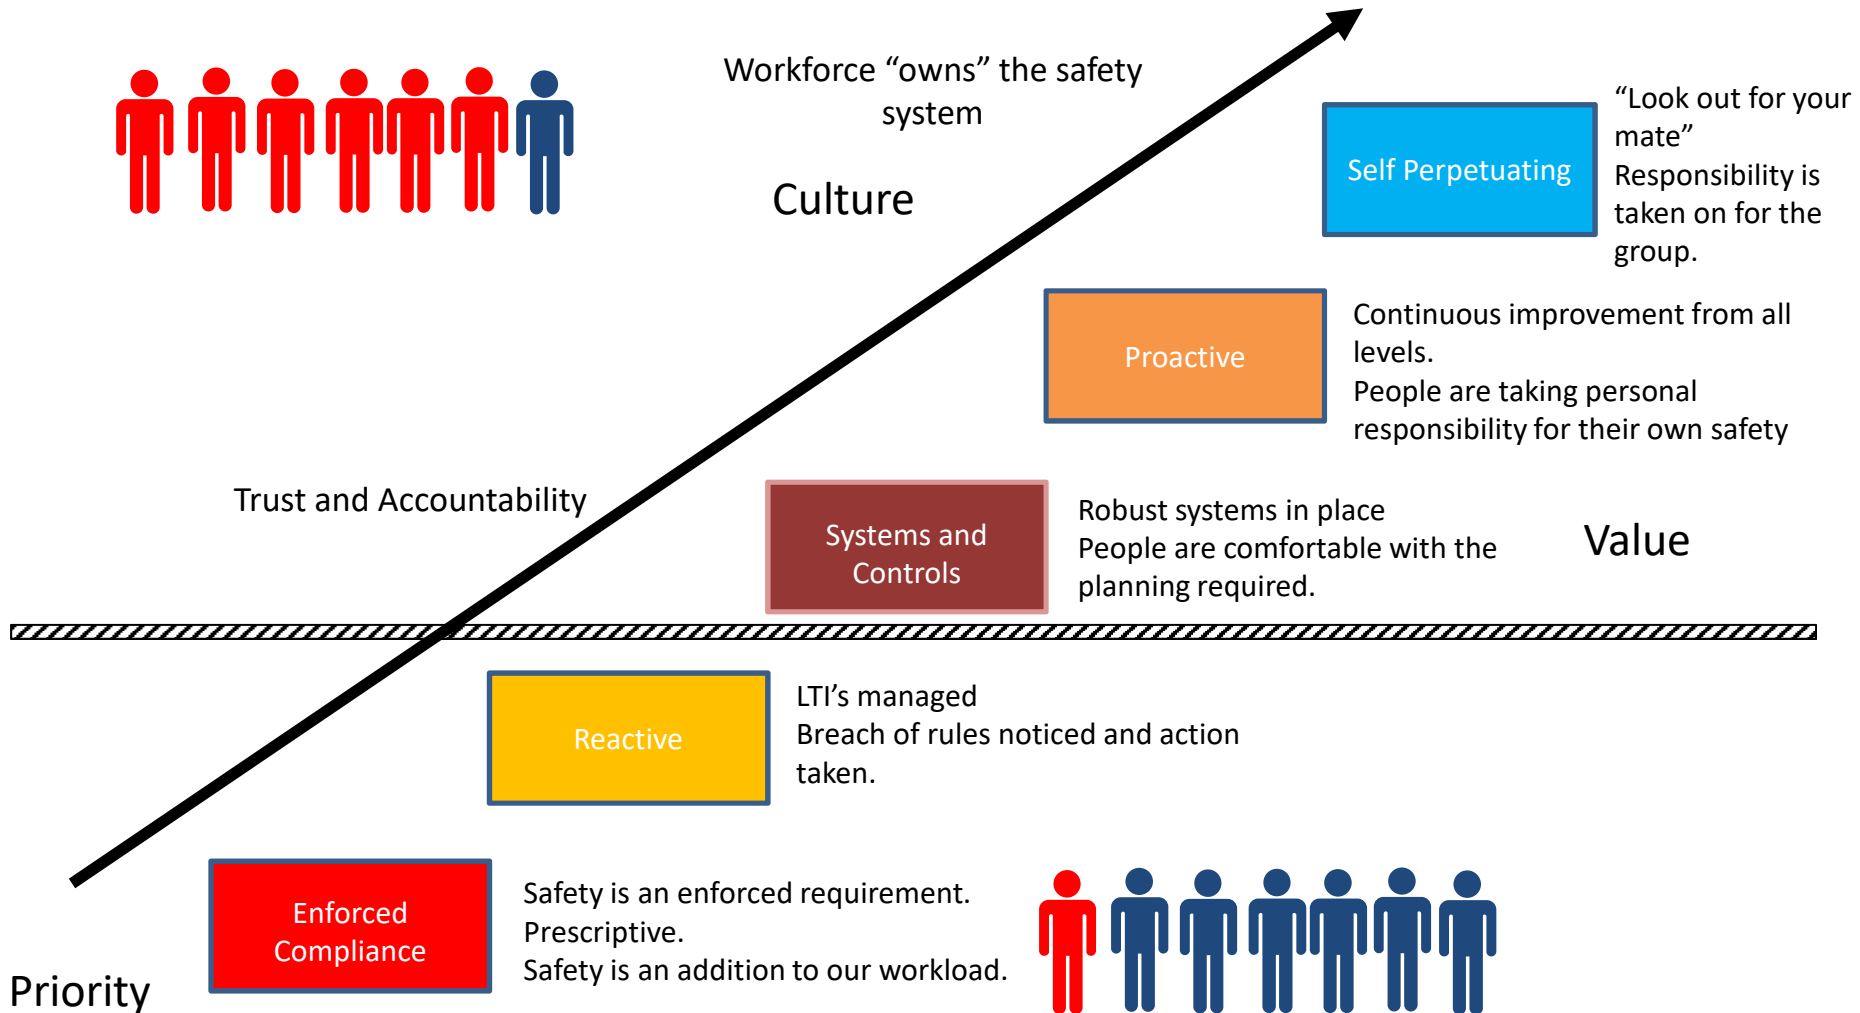 Workforce “owns” the safety
system
Culture
Self Perpetuating
“Look out for your
mate”
Responsibility is
taken on for the
group.
Proactive
Continuous improvement from all
levels.
People are taking personal
responsibility for their own safety
Trust and Accountability
Systems and
Controls
Robust systems in place
People are comfortable with the
planning required.
Value
Reactive
LTI’s managed
Breach of rules noticed and action
taken.
Enforced
Compliance
Safety is an enforced requirement.
Prescriptive.
Safety is an addition to our workload.
Priority